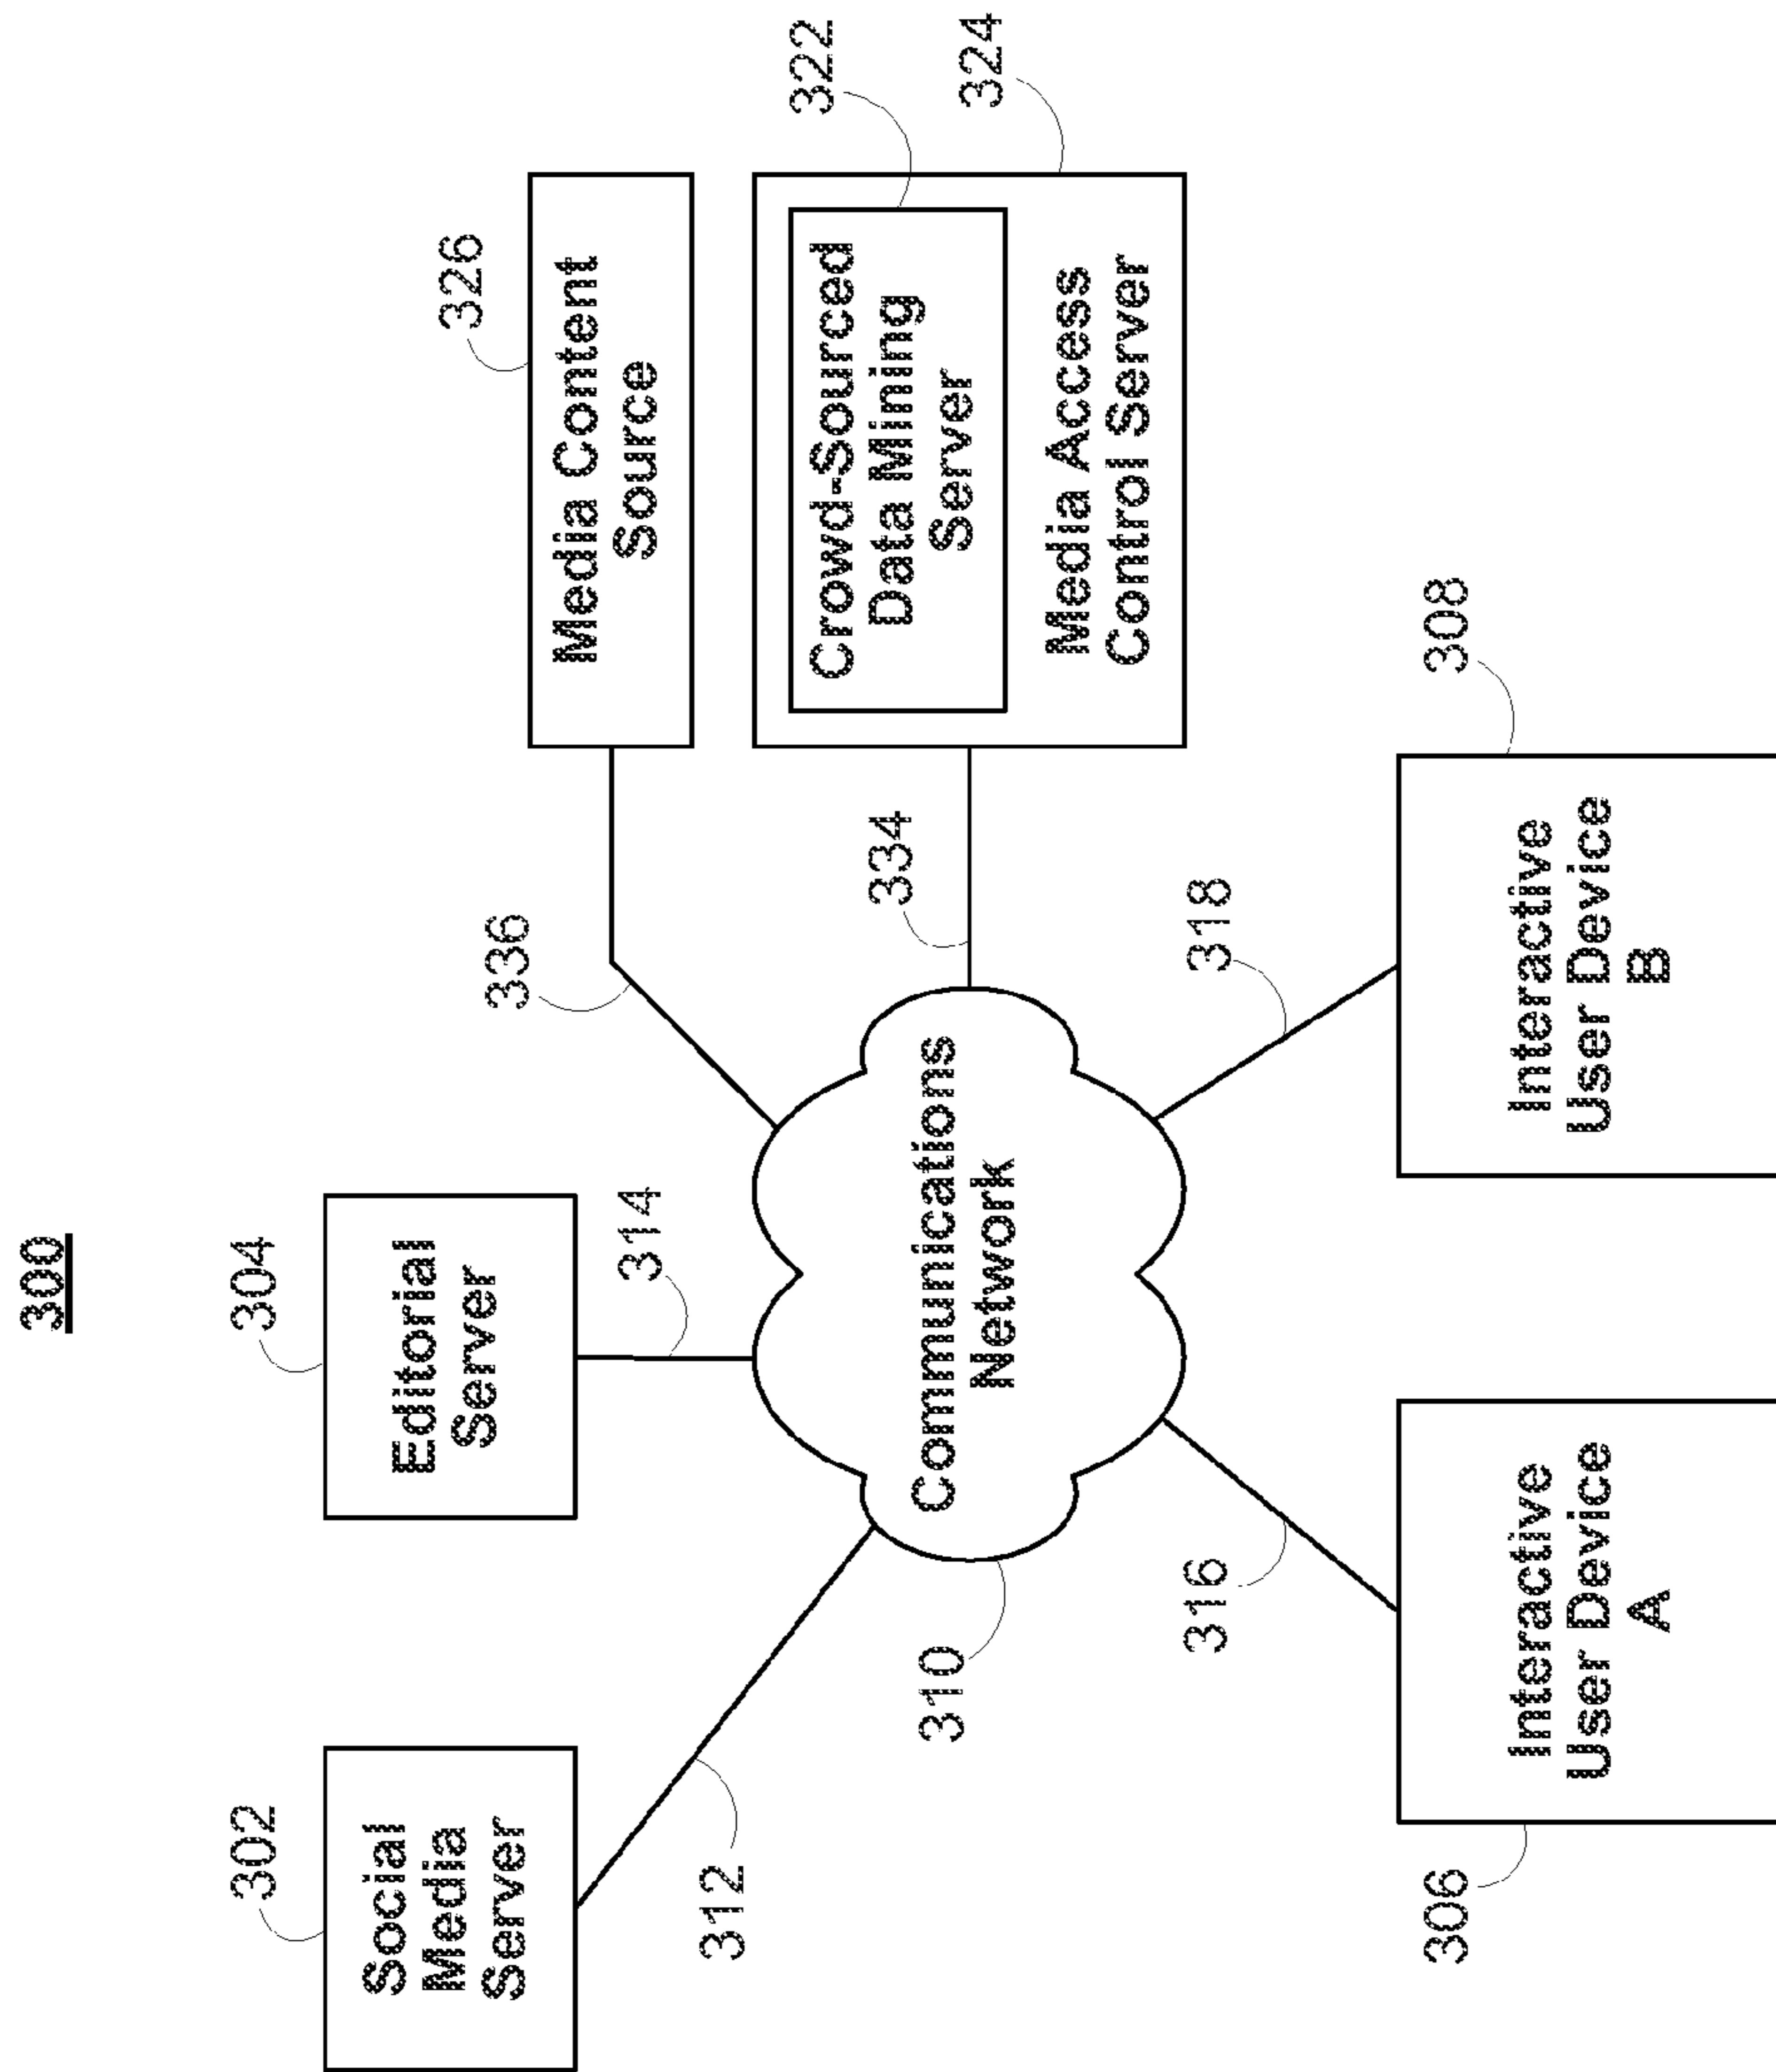 300
302
Social
Media
Server
304
Editorial
Server
326
Media Content
Source
312
314
336
322
Crowd-Sourced
Data Mining
Server
324
Media Access
Control Server
334
310
Communications
Network
316
318
306
Interactive
User Device
A
308
Interactive
User Device
B